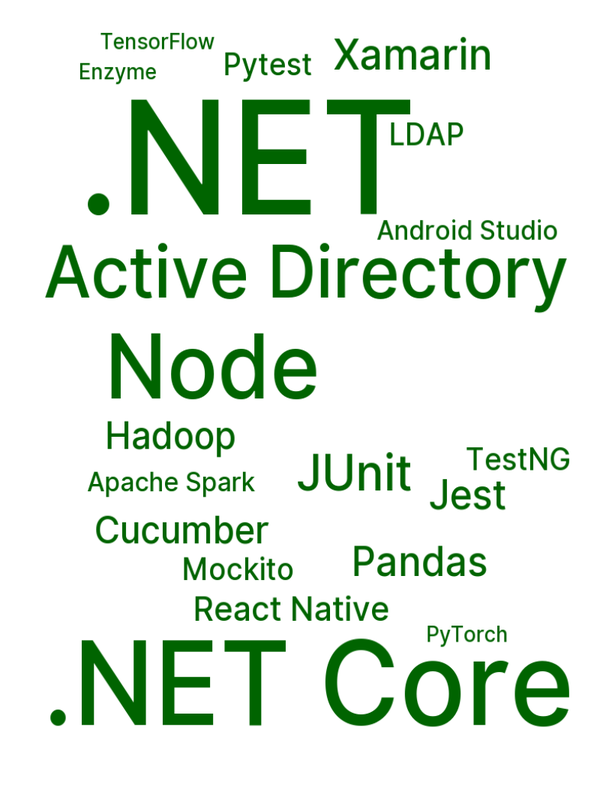 TensorFlow
Enzyme
Pytest
Xamarin
.NET
LDAP
Android Studio
Active Directory
Node
Hadoop
JUnit
TestNG
Apache Spark
Jest
Cucumber
Mockito
Pandas
React Native
PyTorch
.NET Core